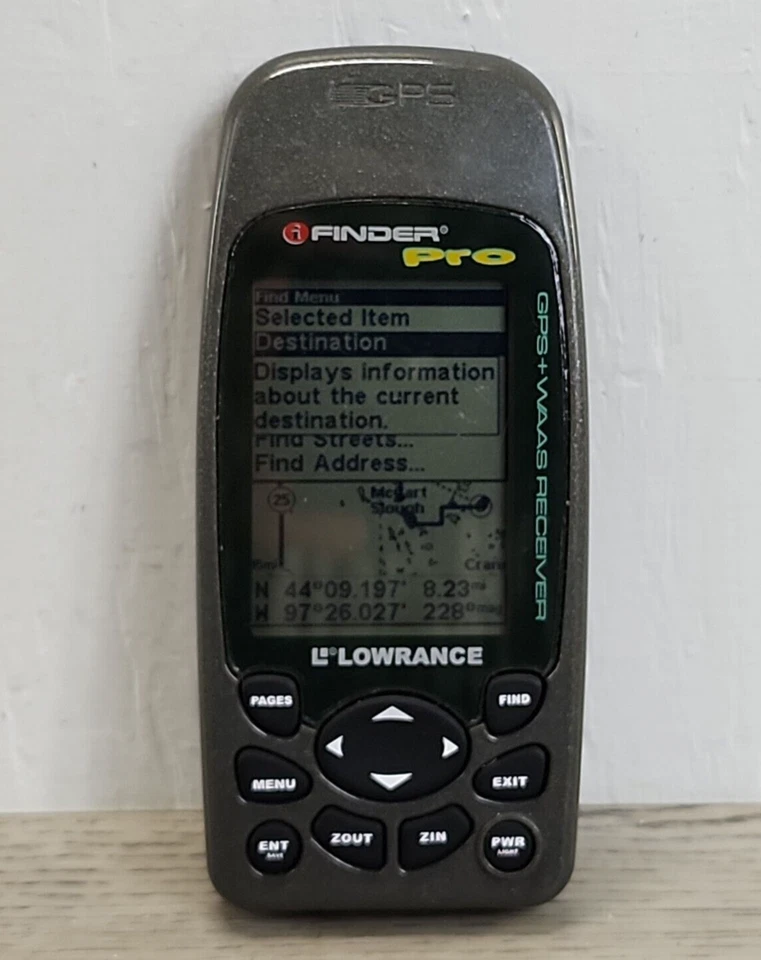 GPS
iFINDER®
Pro
GPS+WAAS RECEIVER
Find Menu
Selected Item
Destination
Displays information
about the current
destination.
Find Streets...
Find Address...
25
Slough
N 44°09.197' 8.23mi
W 97°26.027' 228°mag
LOWRANCE
PAGES
FIND
MENU
EXIT
ENT
ZOUT
ZIN
PWR
LIGHT